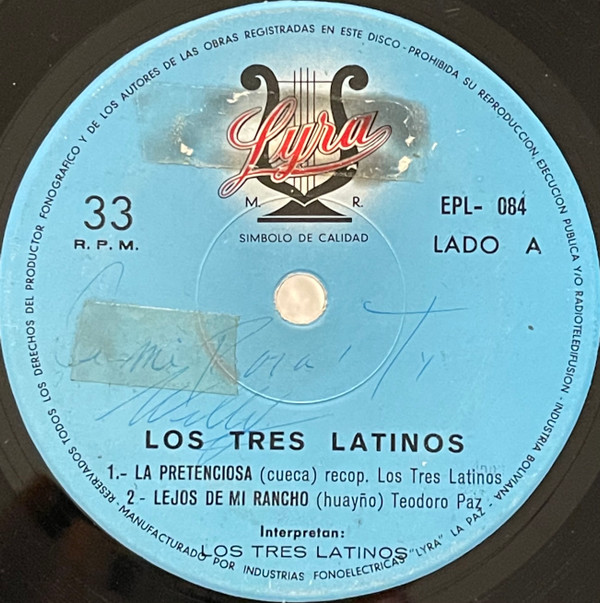 RESERVADOS TODOS LOS DERECHOS DEL PRODUCTOR FONOGRAFICO Y DE LOS AUTORES DE LAS OBRAS REGISTRADAS EN ESTE DISCO - PROHIBIDA SU REPRODUCCION EJECUCION PUBLICA Y/O RADIOTELEDIFUSION - INDUSTRIA BOLIVIANA
Lyra
M. R.
SIMBOLO DE CALIDAD
33
R. P. M.
EPL- 084
LADO A
LOS TRES LATINOS
1.- LA PRETENCIOSA (cueca) recop. Los Tres Latinos
2 - LEJOS DE MI RANCHO (huayño) Teodoro Paz
Interpretan:
LOS TRES LATINOS
MANUFACTURADO POR INDUSTRIAS FONOELECTRICAS "LYRA" LA PAZ -